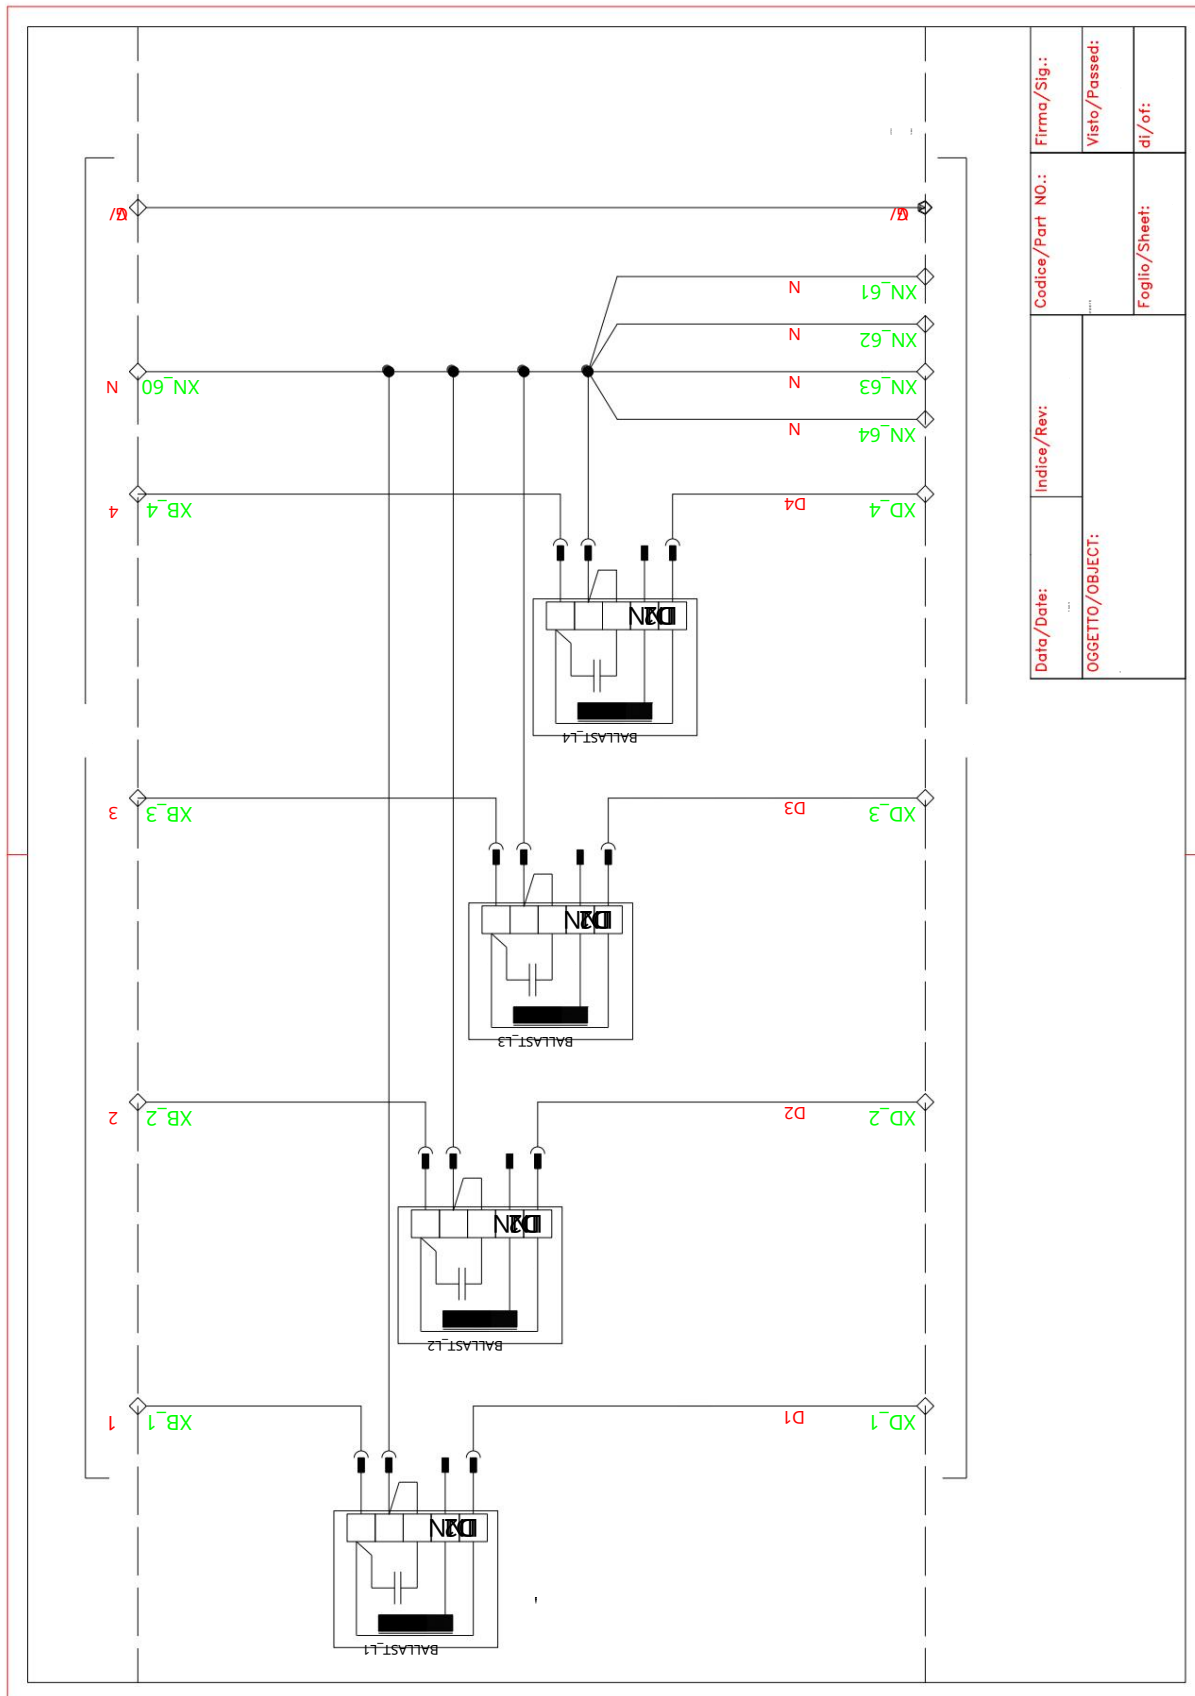 Firma/Sig.:
Visto/Passed:
di/of:
Codice/Part NO.:
Foglio/Sheet:
Indice/Rev:
Data/Date:
OGGETTO/OBJECT:
N
XN_61
N
XN_62
N
XN_60
N
XN_63
N
XN_64
4
XB_4
D4
XD_4
BALLAST_L4
3
XB_3
D3
XD_3
BALLAST_L3
2
XB_2
D2
XD_2
BALLAST_L2
1
XB_1
D1
XD_1
BALLAST_L1